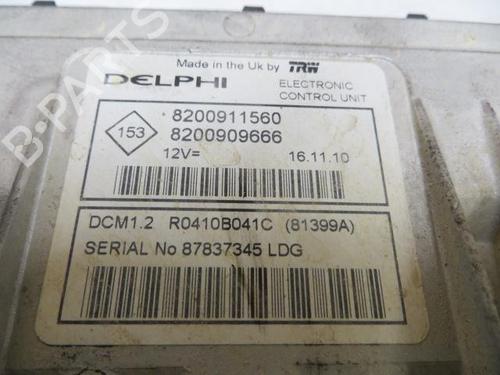 Made in the Uk by TRW
DELPHI
ELECTRONIC
CONTROL UNIT
153
8200911560
8200909666
12V= 16.11.10
DCM1.2 R0410B041C (81399A)
SERIAL No 87837345 LDG
B-PARTS